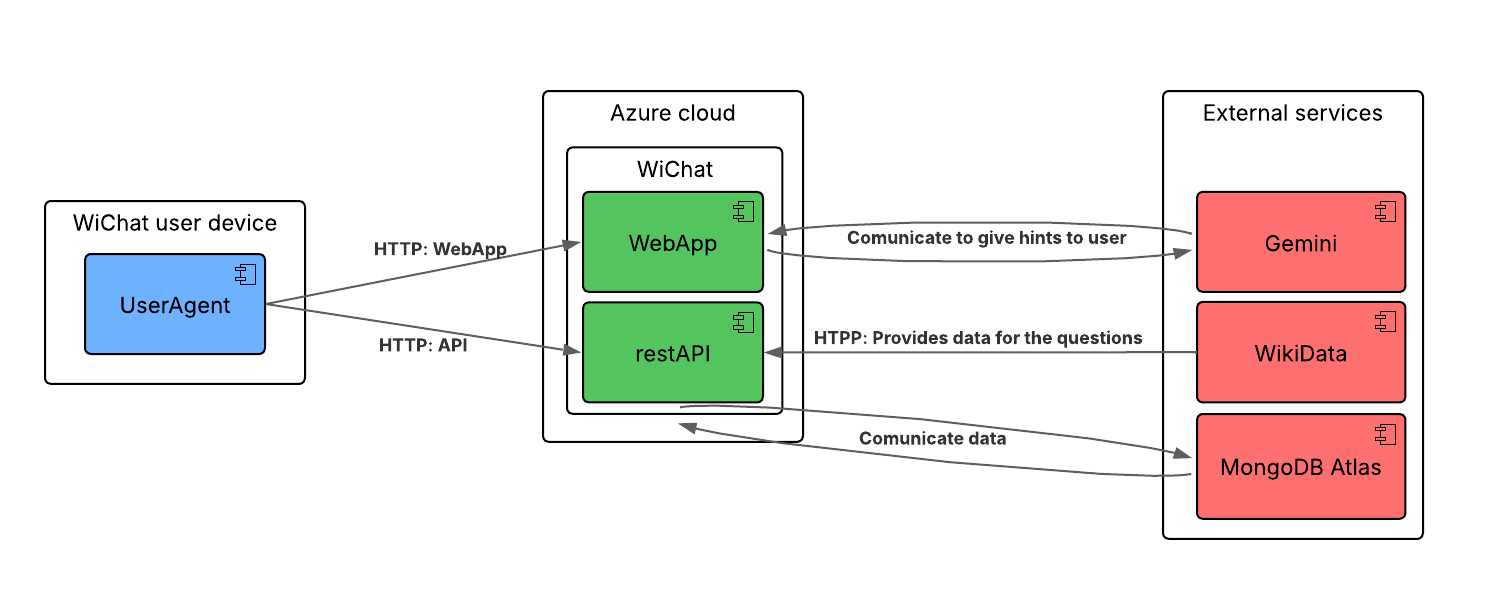 WiChat user device
UserAgent
HTTP: WebApp
HTTP: API
Azure cloud
WiChat
WebApp
restAPI
Comunicate to give hints to user
HTPP: Provides data for the questions
Comunicate data
External services
Gemini
WikiData
MongoDB Atlas